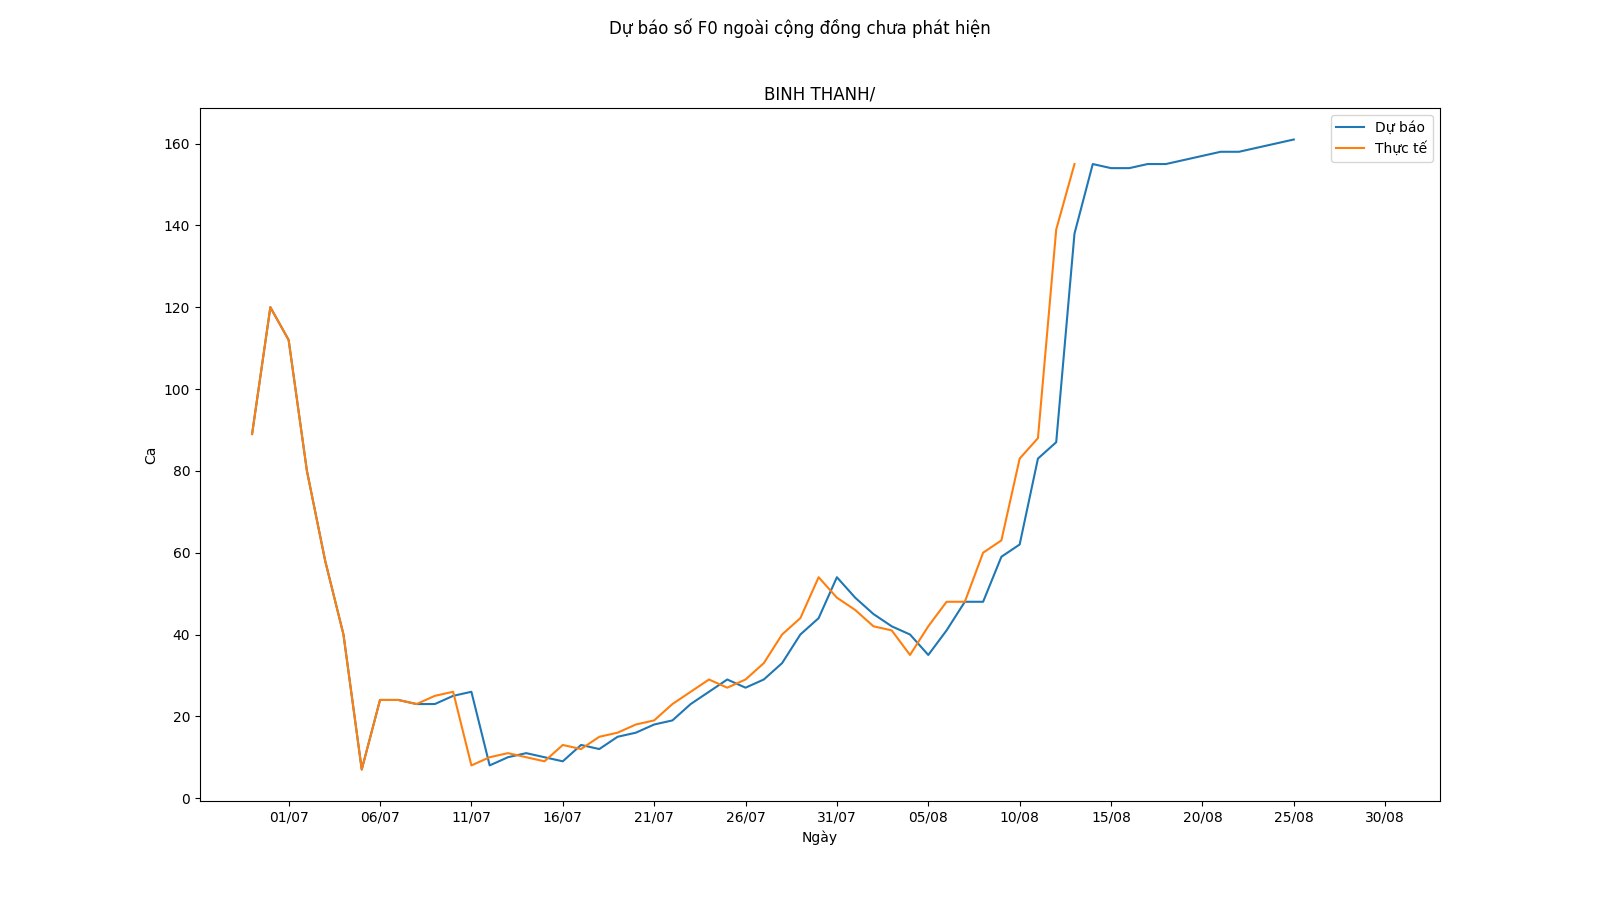 Dự báo số F0 ngoài cộng đồng chưa phát hiện
BINH THANH/
Dự báo
Thực tế
160
140
120
100
80
60
40
20
0
Ca
01/07 06/07 11/07 16/07 21/07 26/07 31/07 05/08 10/08 15/08 20/08 25/08 30/08
Ngày